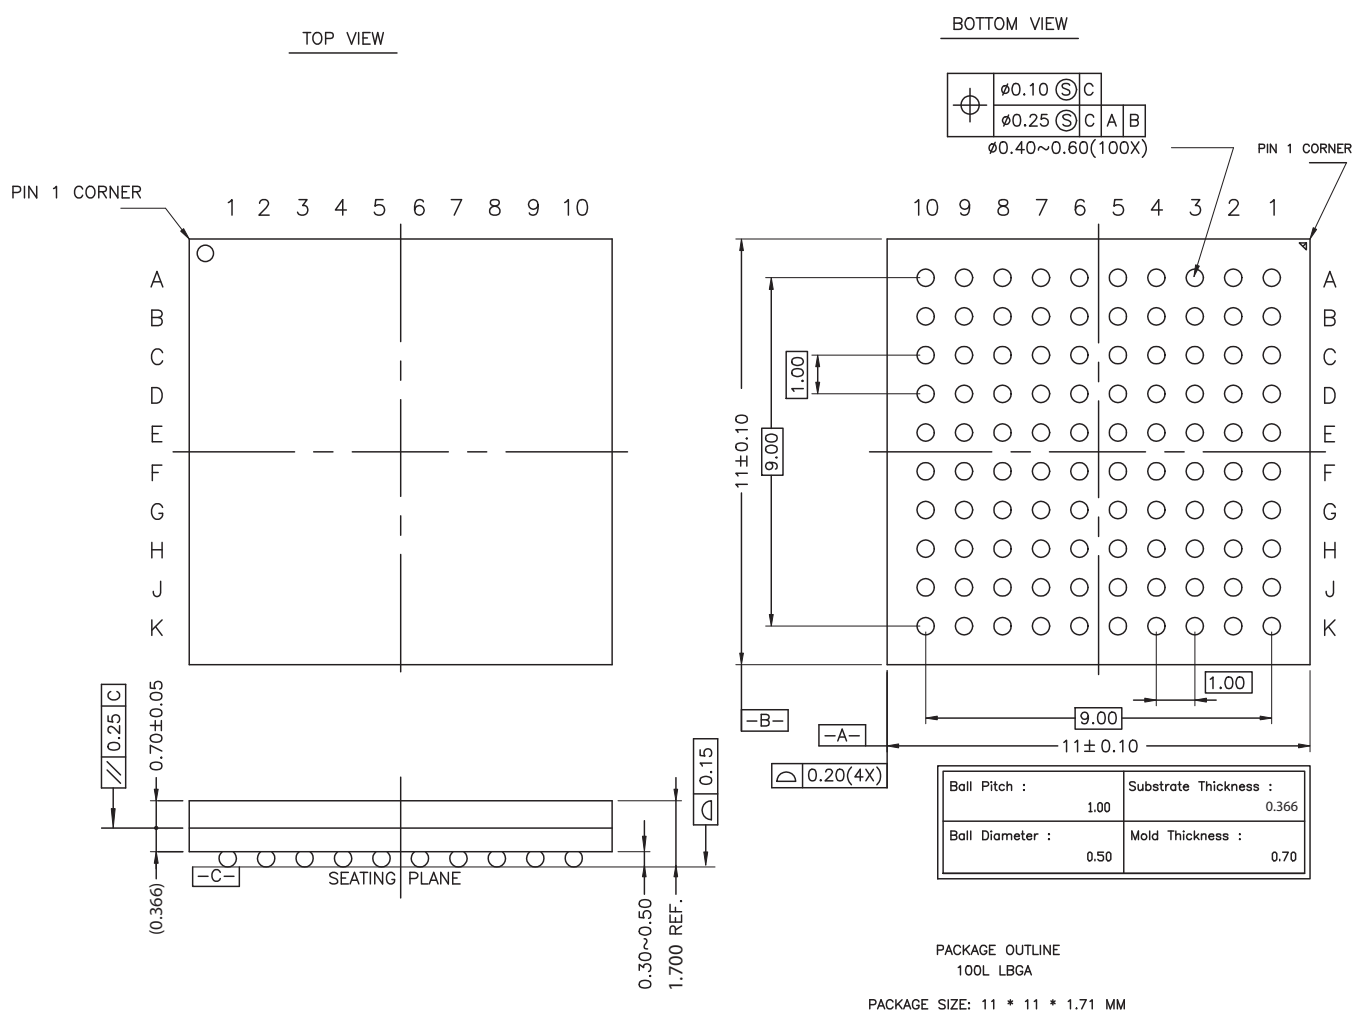 TOP VIEW
PIN 1 CORNER
1 2 3 4 5 6 7 8 9 10
A
B
C
D
E
F
G
H
J
K
// 0.25 C
0.70±0.05
(0.366)
-C-
SEATING PLANE
0.30~0.50
1.700 REF.
0.15
BOTTOM VIEW
ø0.10 Ⓢ C
ø0.25 Ⓢ C A B
ø0.40~0.60(100X)
PIN 1 CORNER
10 9 8 7 6 5 4 3 2 1
A
B
C
D
E
F
G
H
J
K
1.00
9.00
11±0.10
-B-
1.00
9.00
-A-
11±0.10
0.20(4X)
Ball Pitch :
1.00
Substrate Thickness :
0.366
Ball Diameter :
0.50
Mold Thickness :
0.70
PACKAGE OUTLINE
100L LBGA
PACKAGE SIZE: 11 * 11 * 1.71 MM